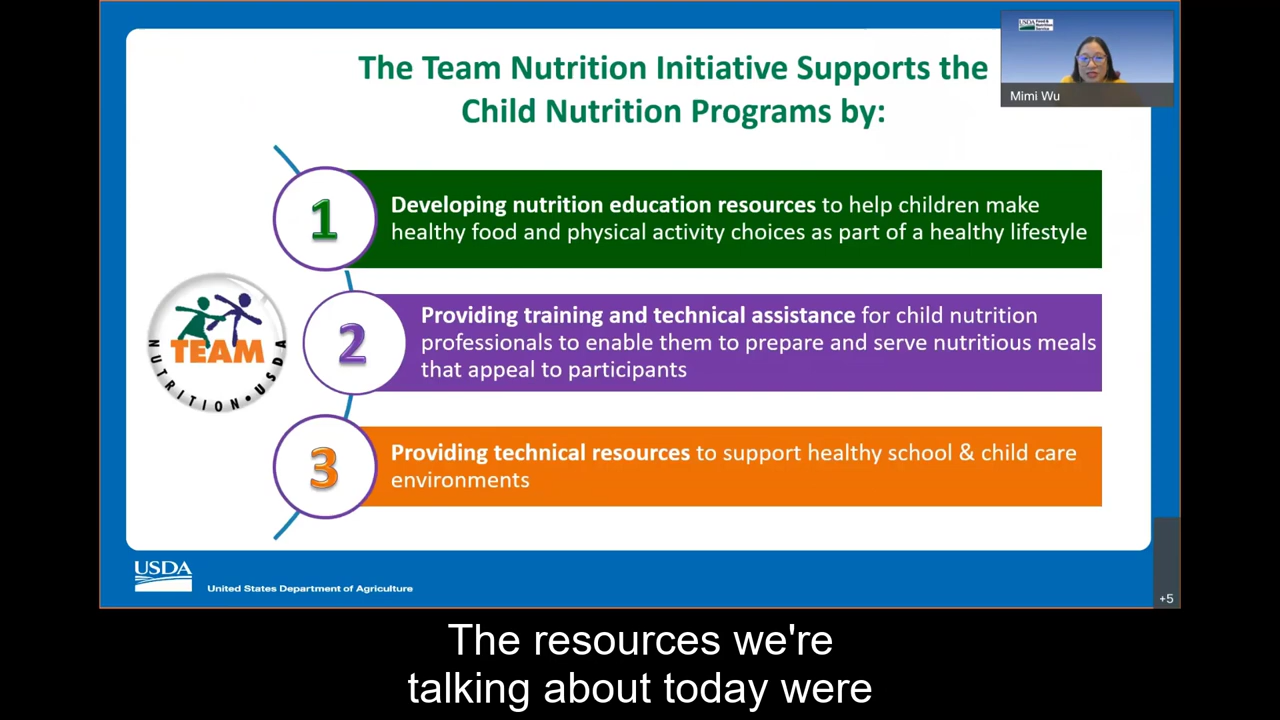 The Team Nutrition Initiative Supports the
Child Nutrition Programs by:
USDA Food & Nutrition Service
Mimi Wu
1
Developing nutrition education resources to help children make
healthy food and physical activity choices as part of a healthy lifestyle
2
Providing training and technical assistance for child nutrition
professionals to enable them to prepare and serve nutritious meals
that appeal to participants
TEAM
NUTRITION • USDA
3
Providing technical resources to support healthy school & child care
environments
USDA
United States Department of Agriculture
+5
The resources we're
talking about today were